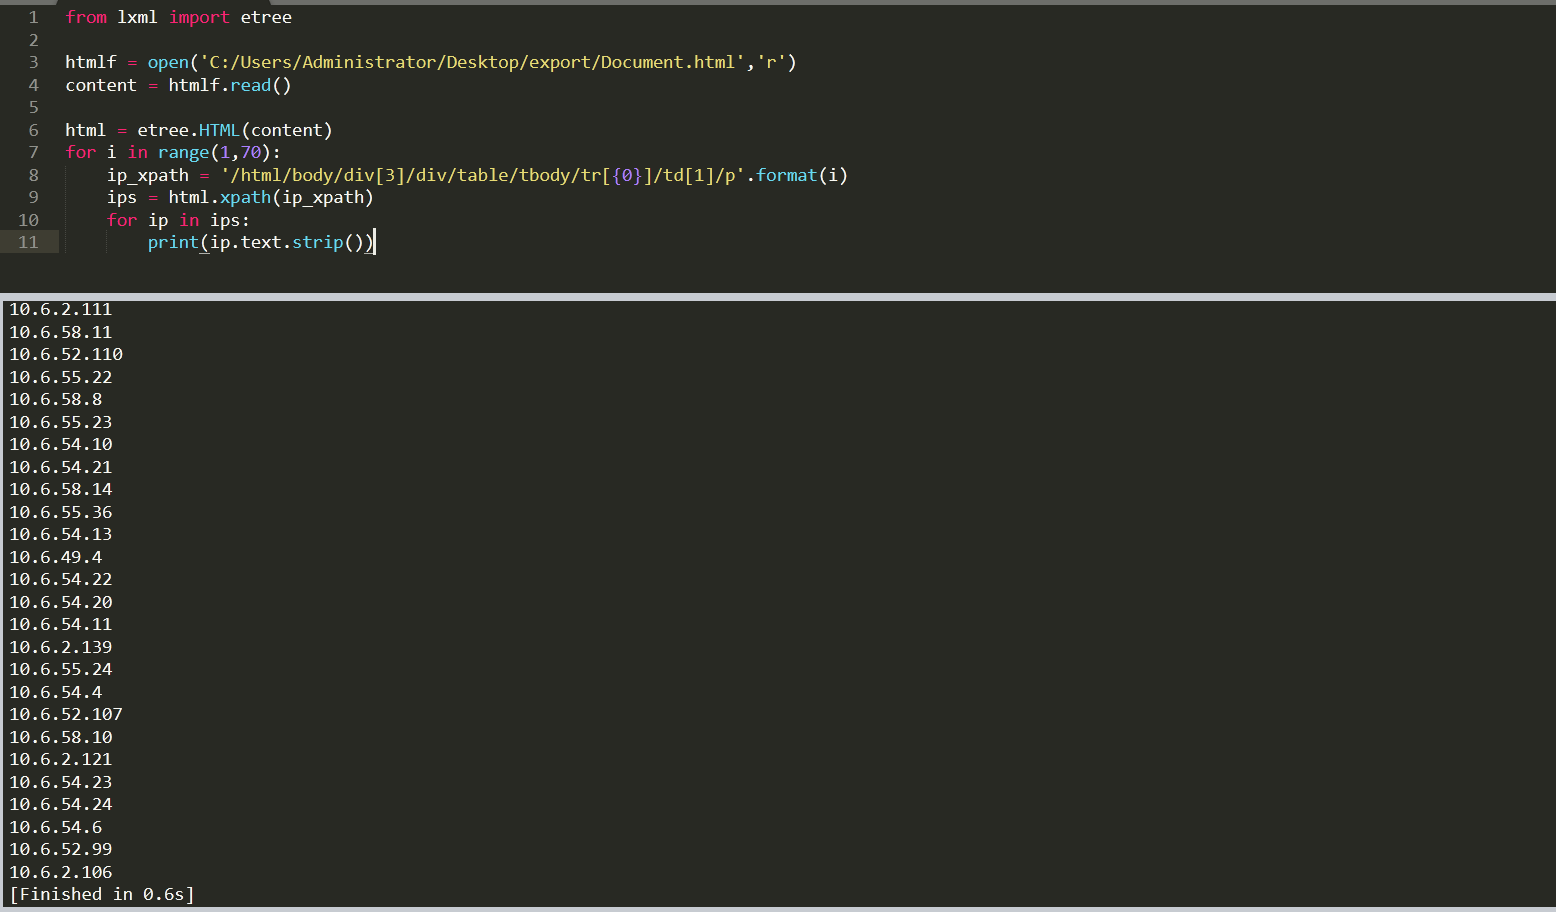 1 from lxml import etree
2
3 htmlf = open('C:/Users/Administrator/Desktop/export/Document.html','r')
4 content = htmlf.read()
5
6 html = etree.HTML(content)
7 for i in range(1,70):
8     ip_xpath = '/html/body/div[3]/div/table/tbody/tr[{0}]/td[1]/p'.format(i)
9     ips = html.xpath(ip_xpath)
10     for ip in ips:
11         print(ip.text.strip())
10.6.2.111
10.6.58.11
10.6.52.110
10.6.55.22
10.6.58.8
10.6.55.23
10.6.54.10
10.6.54.21
10.6.58.14
10.6.55.36
10.6.54.13
10.6.49.4
10.6.54.22
10.6.54.20
10.6.54.11
10.6.2.139
10.6.55.24
10.6.54.4
10.6.52.107
10.6.58.10
10.6.2.121
10.6.54.23
10.6.54.24
10.6.54.6
10.6.52.99
10.6.2.106
[Finished in 0.6s]